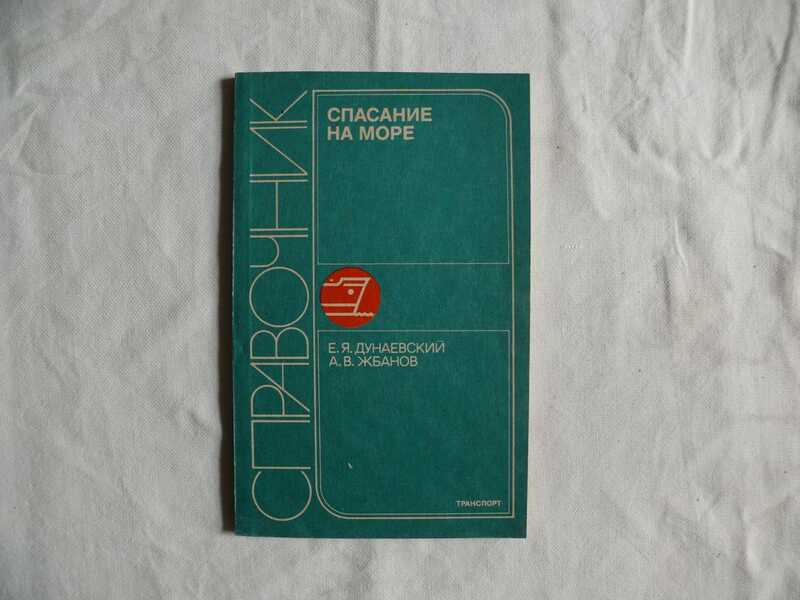 СПРАВОЧНИК
СПАСАНИЕ
НА МОРЕ
Е. Я. ДУНАЕВСКИЙ
А. В. ЖБАНОВ
ТРАНСПОРТ